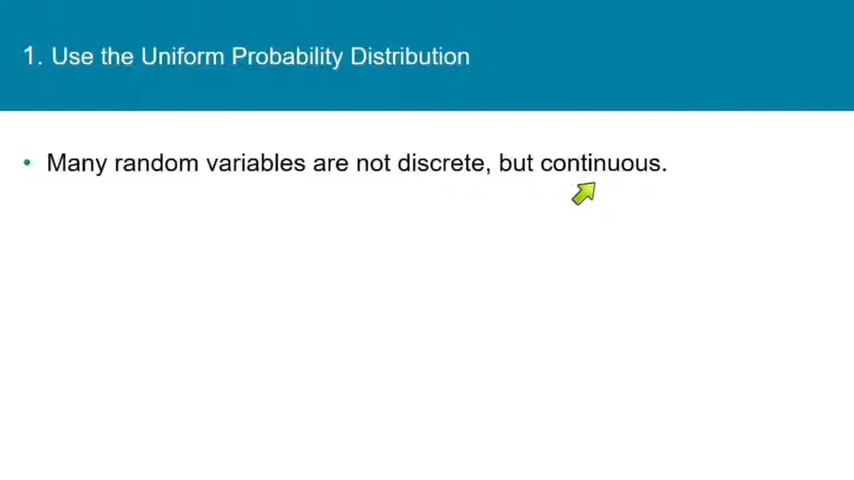 1. Use the Uniform Probability Distribution
• Many random variables are not discrete, but continuous.